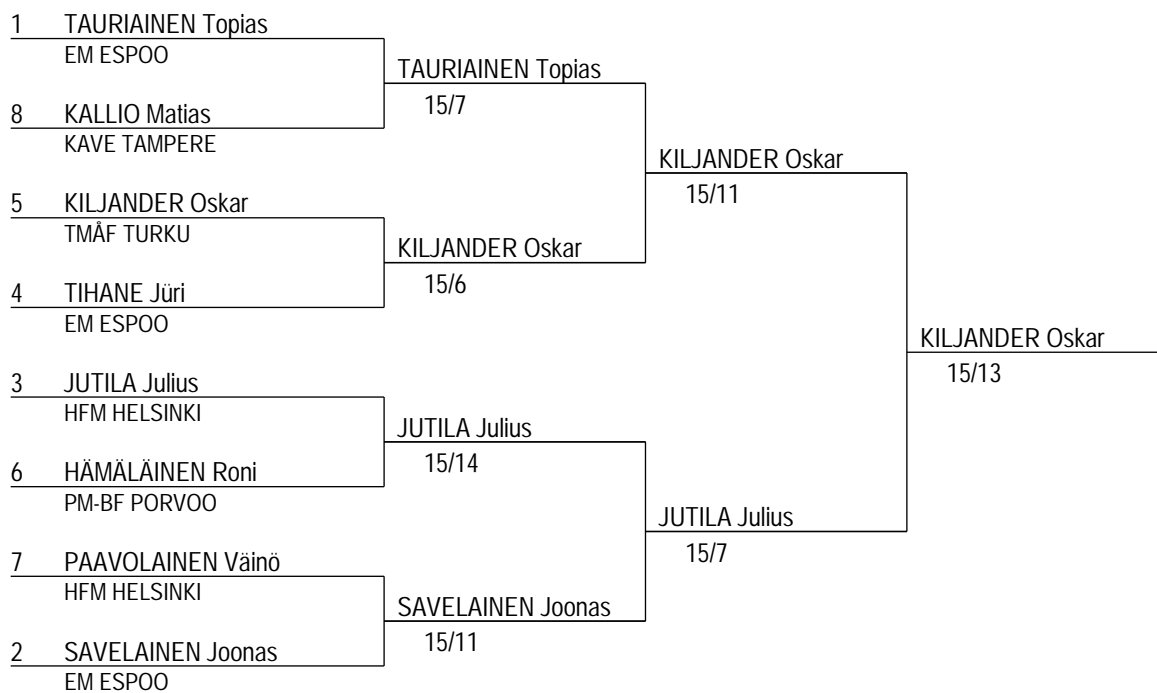 1 TAURIAINEN Topias
EM ESPOO
TAURIAINEN Topias
15/7
8 KALLIO Matias
KAVE TAMPERE
KILJANDER Oskar
15/11
5 KILJANDER Oskar
TMÅF TURKU
KILJANDER Oskar
15/6
4 TIHANE Jüri
EM ESPOO
KILJANDER Oskar
15/13
3 JUTILA Julius
HFM HELSINKI
JUTILA Julius
15/14
6 HÄMÄLÄINEN Roni
PM-BF PORVOO
JUTILA Julius
15/7
7 PAAVOLAINEN Väinö
HFM HELSINKI
SAVELAINEN Joonas
15/11
2 SAVELAINEN Joonas
EM ESPOO